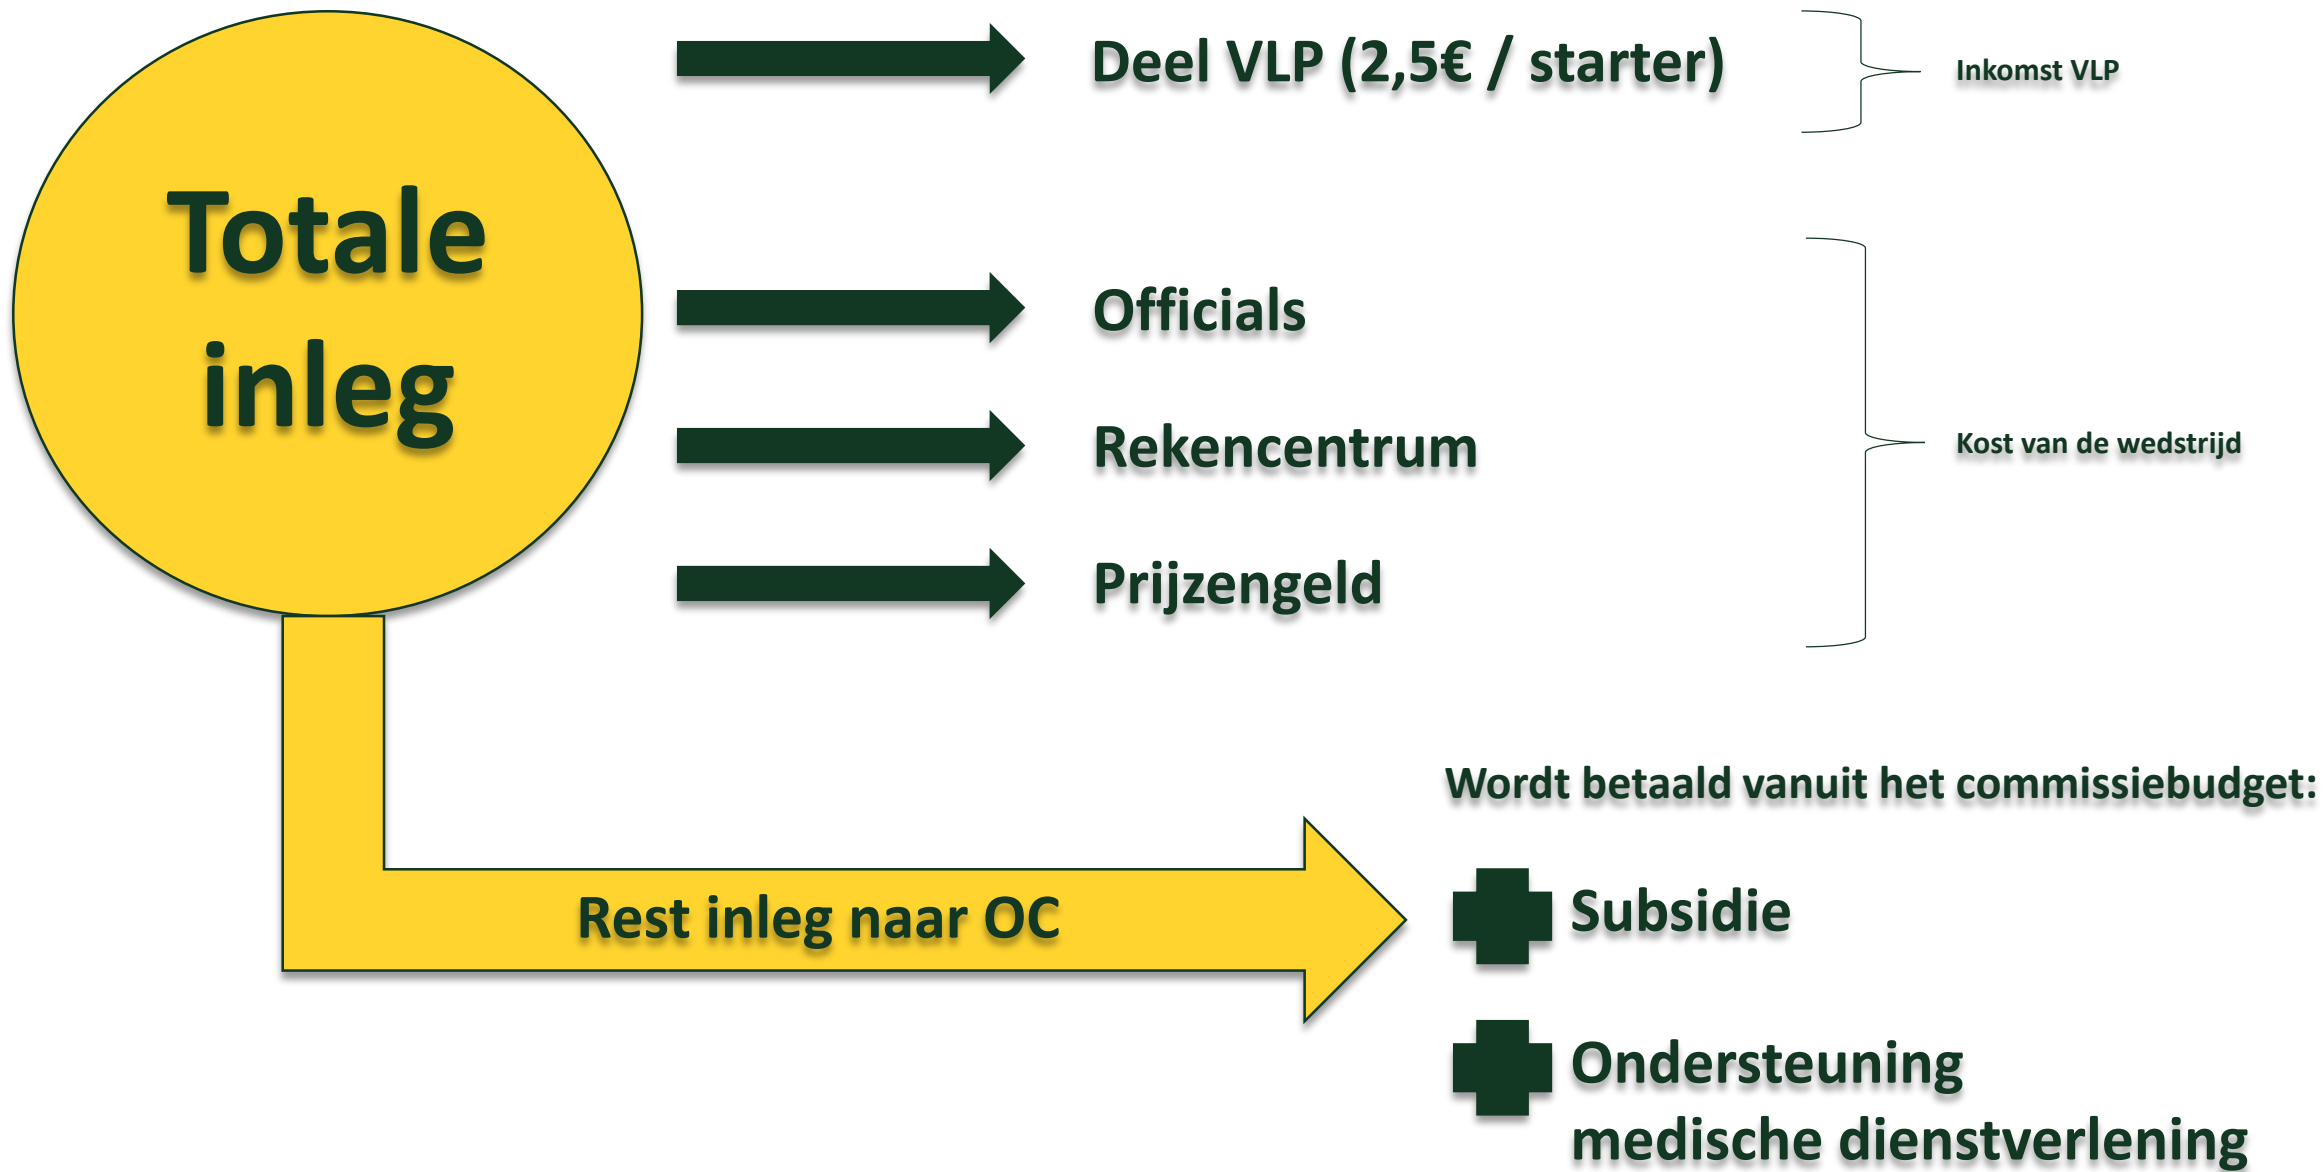 Totale
inleg
Deel VLP (2,5€ / starter)
Inkomst VLP
Officials
Rekencentrum
Prijzengeld
Kost van de wedstrijd
Rest inleg naar OC
Wordt betaald vanuit het commissiebudget:
Subsidie
Ondersteuning
medische dienstverlening